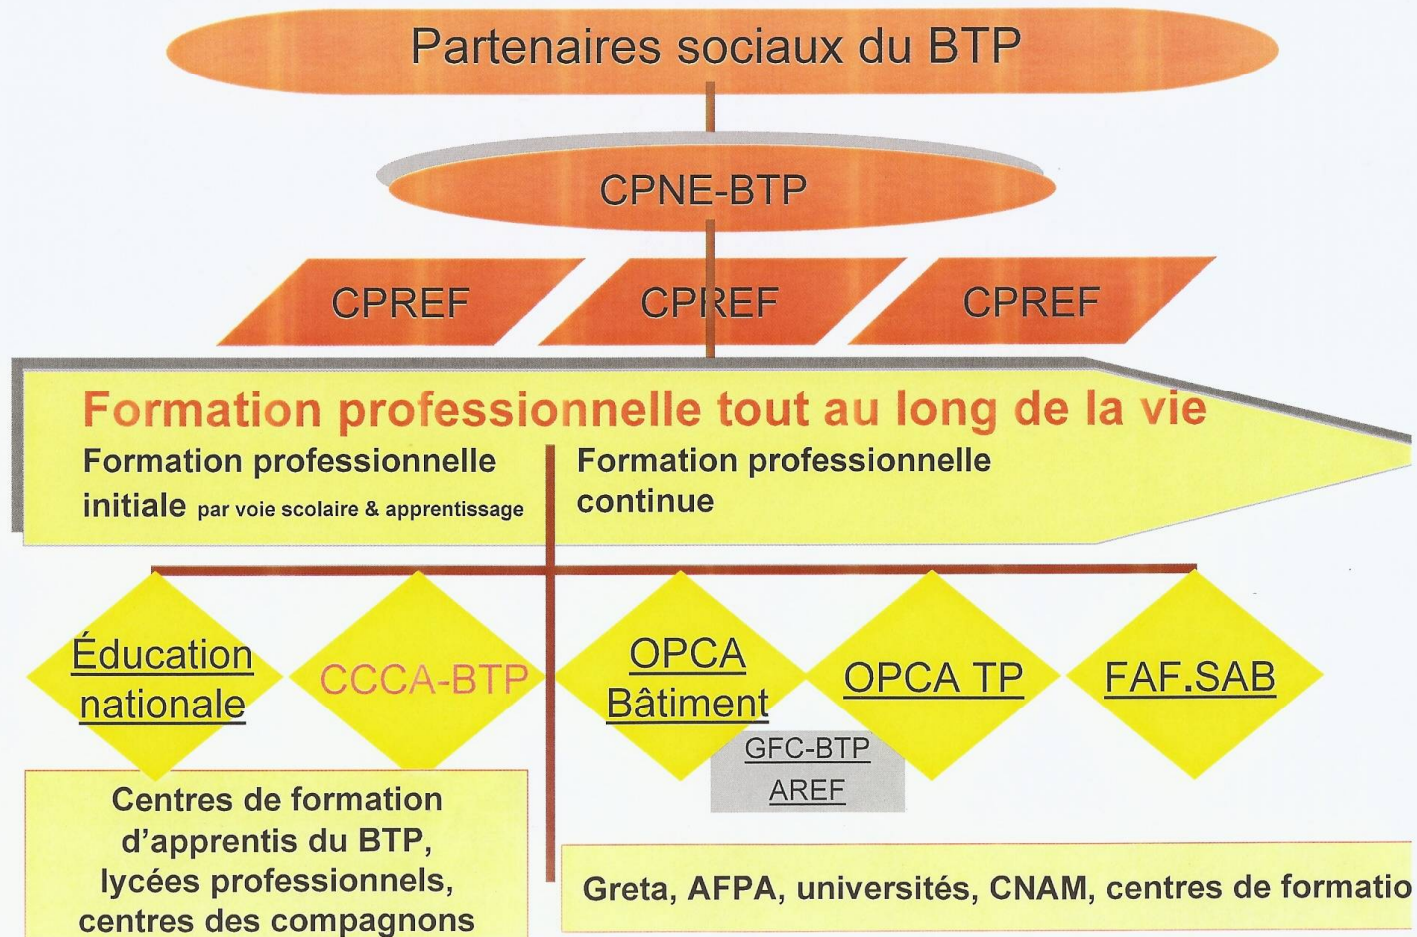 Partenaires sociaux du BTP
CPNE-BTP
CPREF
CPREF
CPREF
Formation professionnelle tout au long de la vie
Formation professionnelle
initiale par voie scolaire & apprentissage
Formation professionnelle
continue
Éducation
nationale
CCCA-BTP
OPCA
Bâtiment
OPCA TP
FAF.SAB
GFC-BTP
AREF
Centres de formation
d'apprentis du BTP,
lycées professionnels,
centres des compagnons
Greta, AFPA, universités, CNAM, centres de formatio